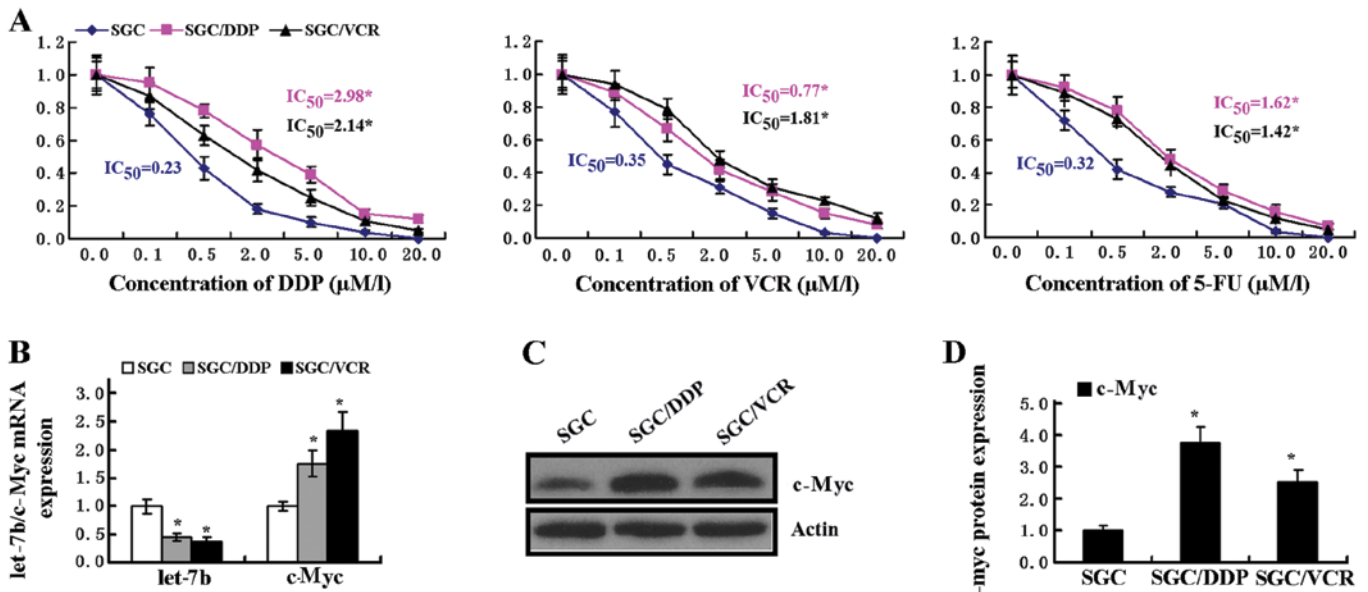 A
SGC SGC/DDP SGC/VCR
1.2
1.0
0.8
0.6
0.4
0.2
0.0
IC50=2.98*
IC50=2.14*
IC50=0.23
0.0 0.1 0.5 2.0 5.0 10.0 20.0
Concentration of DDP (μM/l)
1.2
1.0
0.8
0.6
0.4
0.2
0.0
IC50=0.77*
IC50=1.81*
IC50=0.35
0.0 0.1 0.5 2.0 5.0 10.0 20.0
Concentration of VCR (μM/l)
1.2
1.0
0.8
0.6
0.4
0.2
0.0
IC50=1.62*
IC50=1.42*
IC50=0.32
0.0 0.1 0.5 2.0 5.0 10.0 20.0
Concentration of 5-FU (μM/l)
B
SGC SGC/DDP SGC/VCR
let-7b/c-Myc mRNA
expression
3.0
2.5
2.0
1.5
1.0
0.5
0.0
* *
* *
let-7b c-Myc
C
SGC SGC/DDP SGC/VCR
c-Myc
Actin
D
c-Myc
-myc protein expression
5.0
4.0
3.0
2.0
1.0
0
*
*
SGC SGC/DDP SGC/VCR